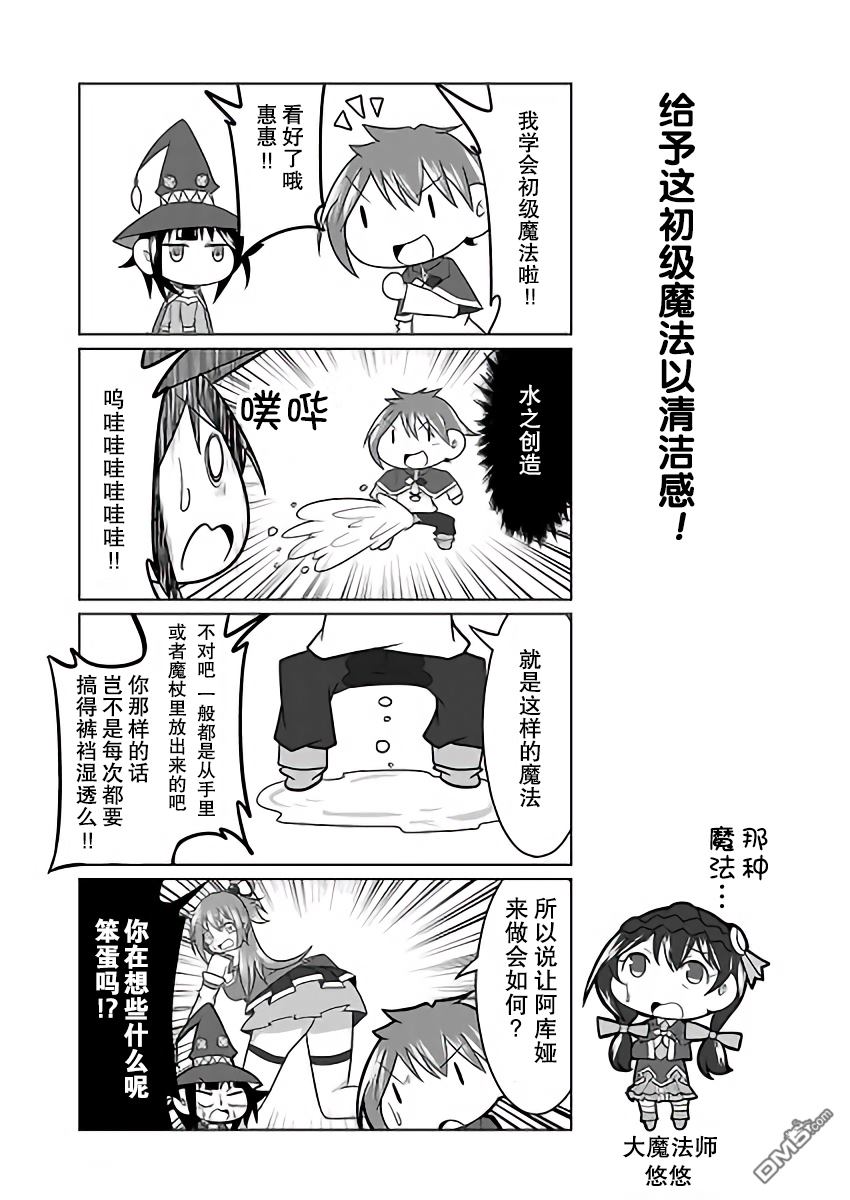 给予这初级魔法以清洁感！
我学会初级魔法啦!!
看好了哦
惠惠!!
水之创造
噗哗
呜哇哇哇哇哇哇!!
就是这样的魔法
不对吧 一般都是从手里
或者魔杖里放出来的吧
你那样的话
岂不是每次都要
搞得裤裆湿透么!!
所以说让阿库娅
来做会如何?
你在想些什么呢
笨蛋吗!?
那种
魔法…
大魔法师
悠悠
DM5.com